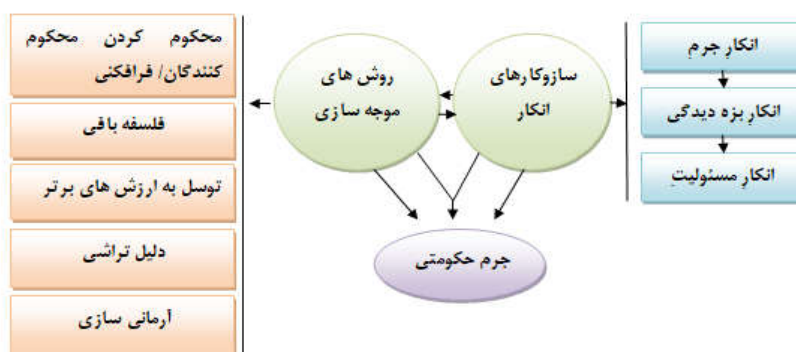 انکارِ جرم
انکارِ بزه دیدگی
انکارِ مسئولیتِ
سازوکارهای
انکار
روش های
موجه سازی
جرم حکومتی
محکوم کردن محکوم
کنندگان/ فرافکنی
فلسفه بافی
توسل به ارزش های برتر
دلیل تراشی
آرمانی سازی